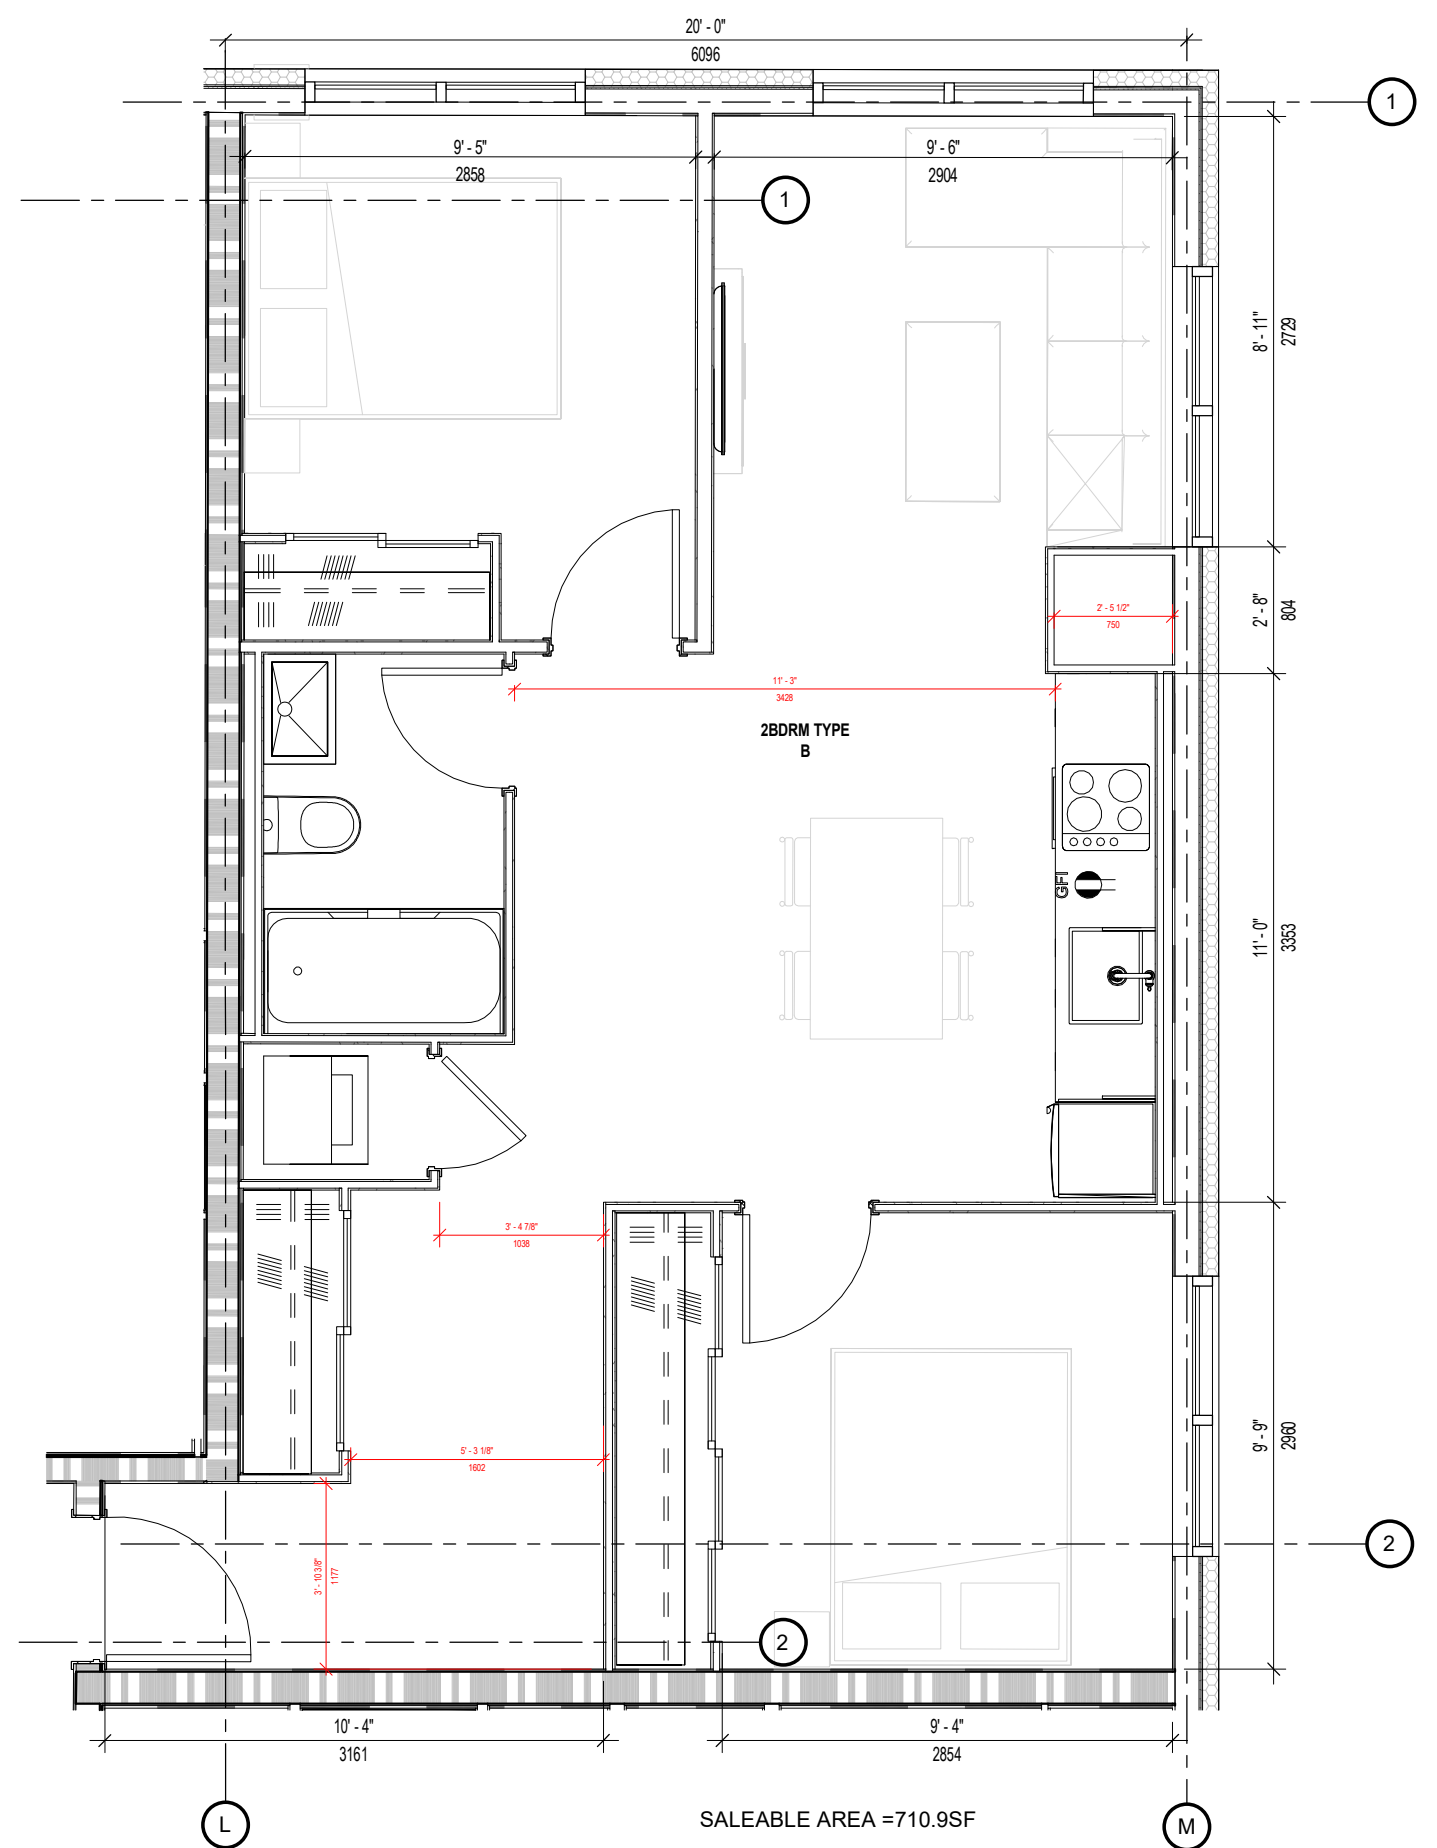 20' - 0"
6096
1
9' - 5"
2858
9' - 6"
2904
1
8' - 11"
2729
2' - 5 1/2"
750
2' - 8"
804
11' - 3"
3428
2BDRM TYPE
B
GFI
11' - 0"
3353
3' - 4 7/8"
1038
5' - 3 1/8"
1602
9' - 9"
2960
3' - 10 3/8"
1177
2
2
10' - 4"
3161
9' - 4"
2854
L
SALEABLE AREA =710.9SF
M